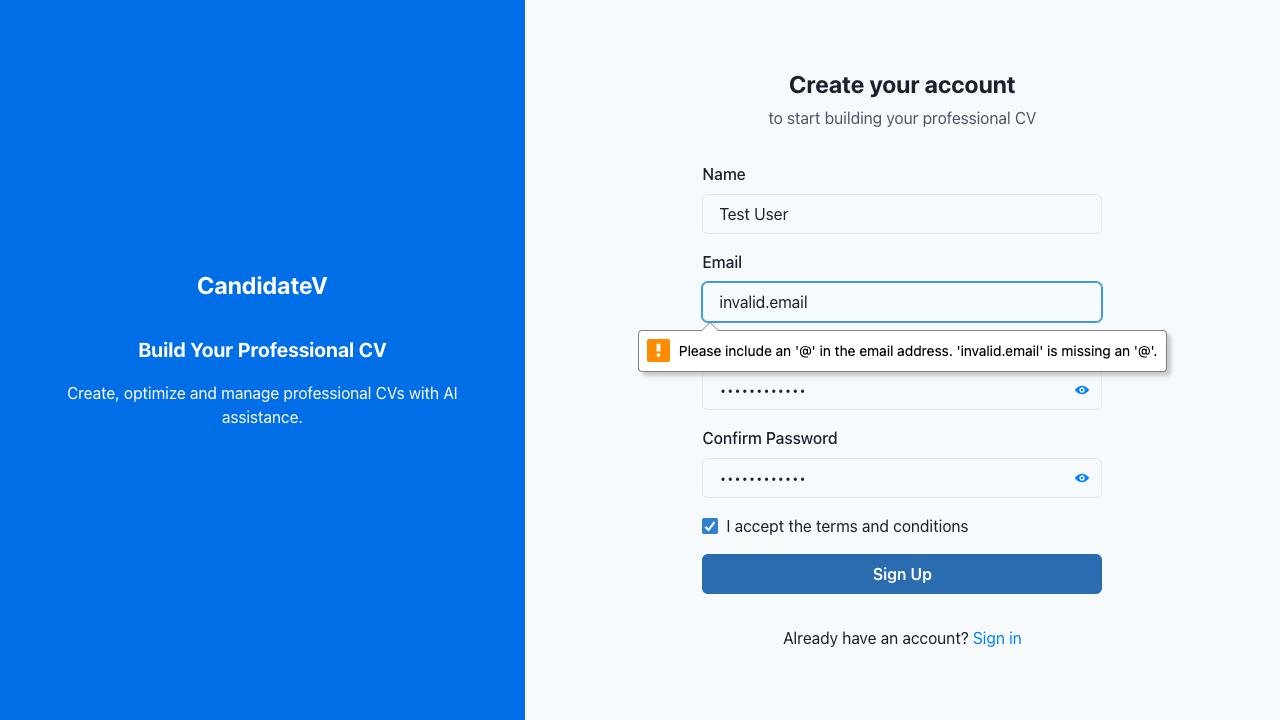 CandidateV
Build Your Professional CV
Create, optimize and manage professional CVs with AI
assistance.
Create your account
to start building your professional CV
Name
Test User
Email
invalid.email
Please include an '@' in the email address. 'invalid.email' is missing an '@'.
••••••••••••
Confirm Password
••••••••••••
I accept the terms and conditions
Sign Up
Already have an account? Sign in